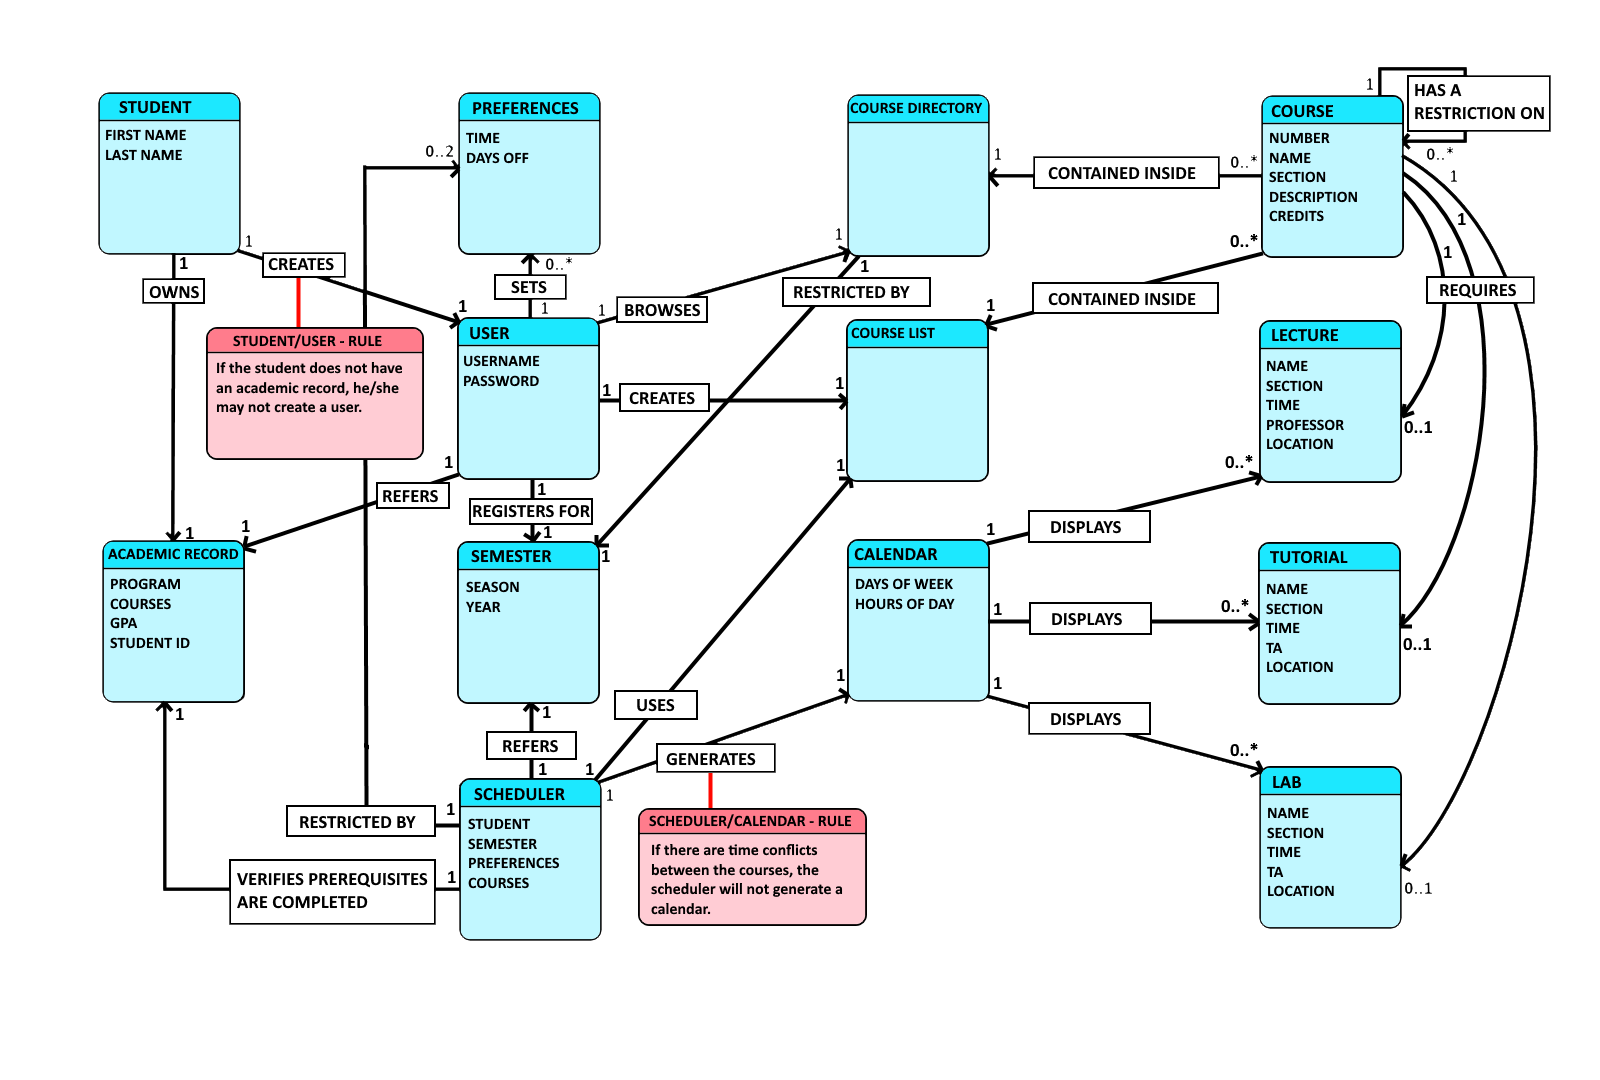 STUDENT
FIRST NAME
LAST NAME
PREFERENCES
TIME
DAYS OFF
COURSE DIRECTORY
COURSE
NUMBER
NAME
SECTION
DESCRIPTION
CREDITS
1
HAS A
RESTRICTION ON
0..*
1
CONTAINED INSIDE
0..*
0..2
1
OWNS
1
1
CREATES
1
0..*
SETS
1
1
BROWSES
1
1
RESTRICTED BY
1
0..*
CONTAINED INSIDE
1
1
1
1
REQUIRES
STUDENT/USER - RULE
If the student does not have
an academic record, he/she
may not create a user.
USER
USERNAME
PASSWORD
1
CREATES
1
COURSE LIST
1
LECTURE
NAME
SECTION
TIME
PROFESSOR
LOCATION
0..1
1
REFERS
1
1
REGISTERS FOR
1
ACADEMIC RECORD
PROGRAM
COURSES
GPA
STUDENT ID
1
SEMESTER
SEASON
YEAR
CALENDAR
DAYS OF WEEK
HOURS OF DAY
1
DISPLAYS
0..*
1
DISPLAYS
0..*
1
DISPLAYS
0..*
TUTORIAL
NAME
SECTION
TIME
TA
LOCATION
0..1
1
REFERS
1
1
USES
1
GENERATES
1
SCHEDULER
STUDENT
SEMESTER
PREFERENCES
COURSES
RESTRICTED BY
1
VERIFIES PREREQUISITES
ARE COMPLETED
1
SCHEDULER/CALENDAR - RULE
If there are time conflicts
between the courses, the
scheduler will not generate a
calendar.
LAB
NAME
SECTION
TIME
TA
LOCATION
0..1